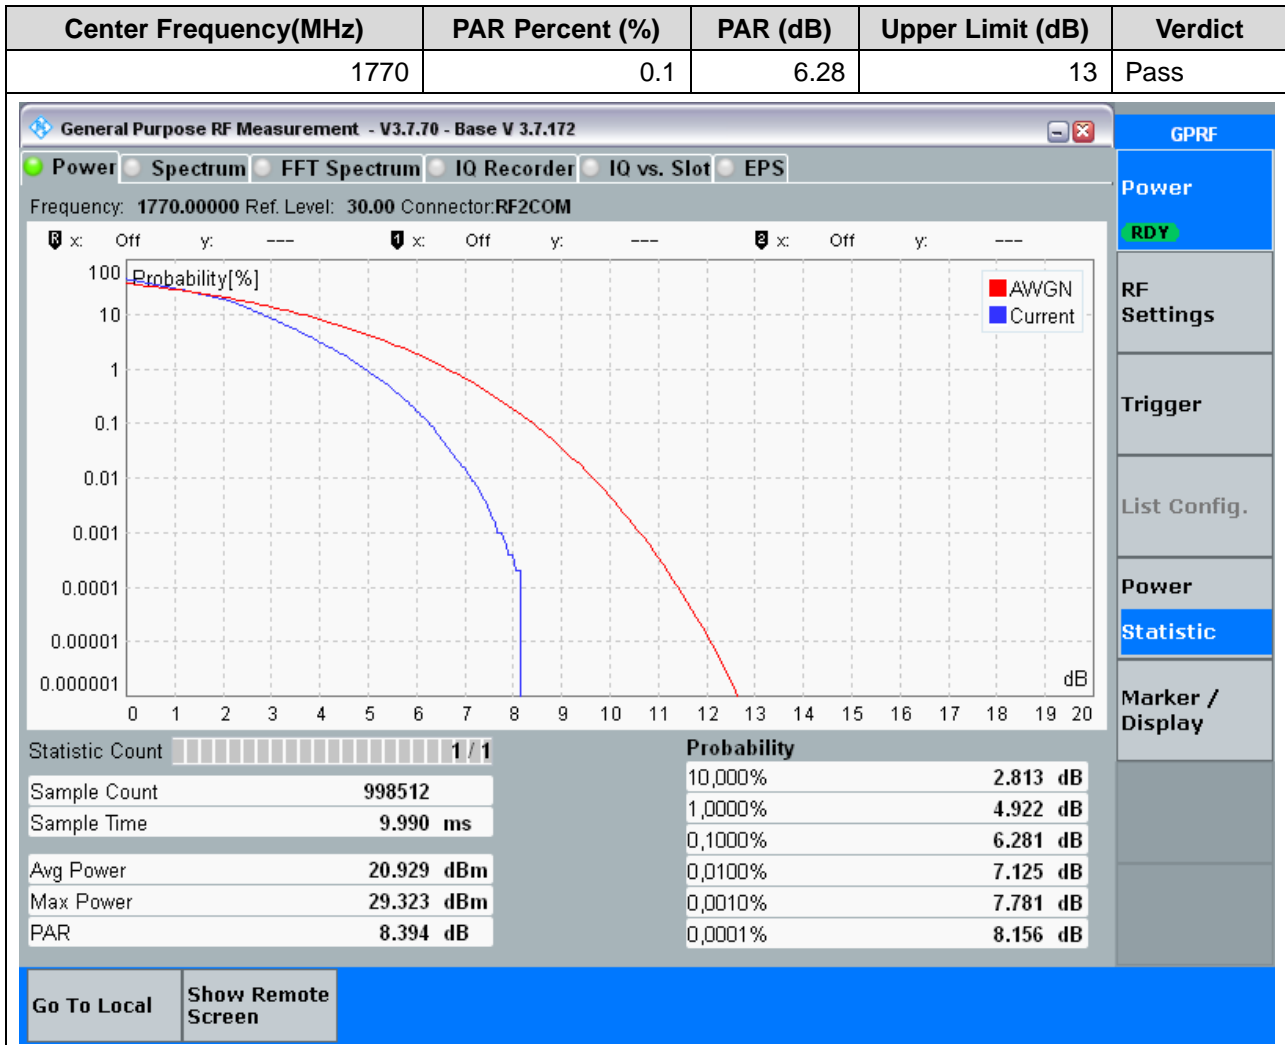 Center Frequency(MHz) PAR Percent (%) PAR (dB) Upper Limit (dB) Verdict
1770 0.1 6.28 13 Pass
General Purpose RF Measurement - V3.7.70 - Base V 3.7.172
GPRF
Power Spectrum FFT Spectrum IQ Recorder IQ vs. Slot EPS
Power
RDY
Frequency: 1770.00000 Ref. Level: 30.00 Connector:RF2COM
R x: Off y: --- 1 x: Off y: --- 2 x: Off y: ---
Probability[%]
AWGN
Current
100
10
1
0.1
0.01
0.001
0.0001
0.00001
0.000001
dB
0 1 2 3 4 5 6 7 8 9 10 11 12 13 14 15 16 17 18 19 20
RF
Settings
Trigger
List Config.
Power
Statistic
Marker /
Display
Statistic Count 1 / 1
Sample Count 998512
Sample Time 9.990 ms
Avg Power 20.929 dBm
Max Power 29.323 dBm
PAR 8.394 dB
Probability
10,000% 2.813 dB
1,0000% 4.922 dB
0,1000% 6.281 dB
0,0100% 7.125 dB
0,0010% 7.781 dB
0,0001% 8.156 dB
Go To Local
Show Remote
Screen